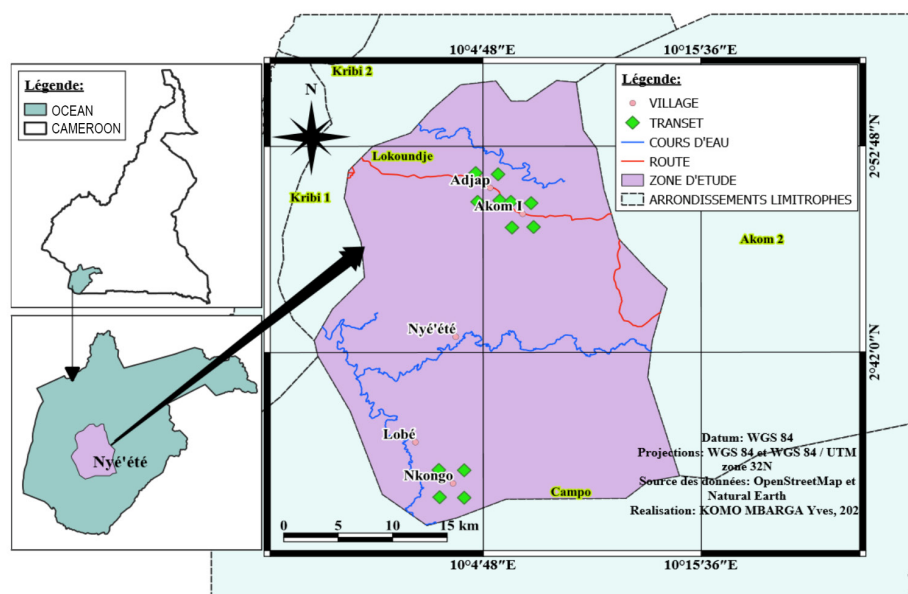 Légende:
OCEAN
CAMEROON
Nyé'été
10°4'48"E
10°15'36"E
Kribi 2
N
Lokoundje
Kribi 1
Adjap
Akom I
Akom 2
Nyé'été
Lobé
Nkongo
Campo
Légende:
VILLAGE
TRANSET
COURS D'EAU
ROUTE
ZONE D'ETUDE
ARRONDISSEMENTS LIMITROPHES
2°52'48"N
2°42'0"N
Datum: WGS 84
Projections: WGS 84 et WGS 84 / UTM
zone 32N
Source des données: OpenStreetMap et
Natural Earth
Realisation: KOMO MBARGA Yves, 202
0 5 10 15 km
10°4'48"E
10°15'36"E